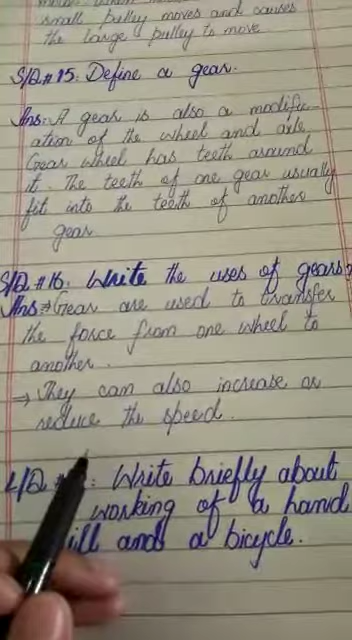 small pulley moves and causes
the large pulley to move
S/Q#15: Define a gear.
Ans: A gear is also a modific-
ation of the wheel and axle
Gear wheel has teeth around
it. The teeth of one gear usually
fit into the teeth of another
gear
S/Q #16: Write the uses of gears?
Ans⇒Gear are used to transfer
the force from one wheel to
another.
→ They can also increase or
reduce the speed.
L/Q #: Write briefly about
working of a hand
and a bicycle.